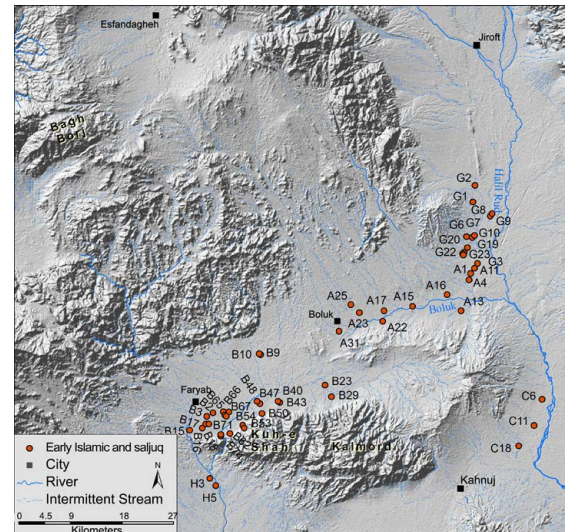 Esfandagheh
Jiroft
Bagh
Borj
Halil Rud
G2
G1
G8
G9
G6 G7 G10
G20 G19
G22 G23
G3
A1 A11
A4
A16
A25 A17 A15 A13
Boluk
Boluk A23 A22
A31
B10 B9
B23
Faryab B48 B40
B66 B47 B43 B29
B67 B50
B54 B53
B17 B71
B15
Kuh-e
Shah Kalmord
C6
C11
C18
H3
H5
Kahnuj
Early Islamic and saljuq
City
River
Intermittent Stream
N
0 4.5 9 18 27
Kilometers